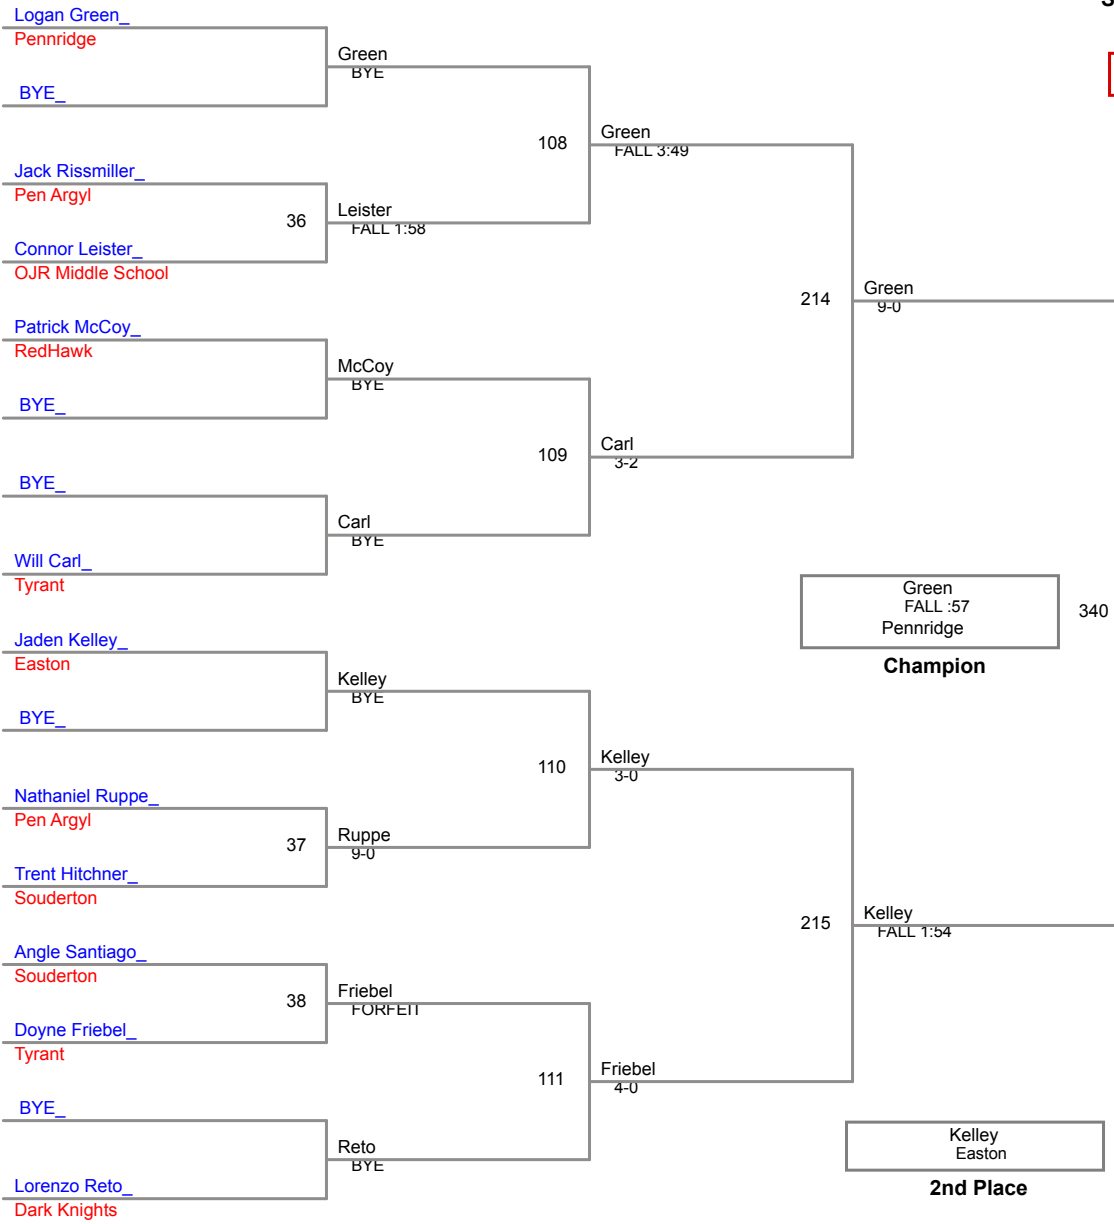 Logan Green_
Pennridge
BYE_
Green
BYE
Jack Rissmiller_
Pen Argyl
36
Connor Leister_
OJR Middle School
Leister
FALL 1:58
108
Green
FALL 3:49
Patrick McCoy_
RedHawk
BYE_
McCoy
BYE
BYE_
Will Carl_
Tyrant
Carl
BYE
109
Carl
3-2
214
Green
9-0
Green
FALL :57
Pennridge
340
Champion
Jaden Kelley_
Easton
BYE_
Kelley
BYE
Nathaniel Ruppe_
Pen Argyl
37
Trent Hitchner_
Souderton
Ruppe
9-0
110
Kelley
3-0
Angle Santiago_
Souderton
38
Doyne Friebel_
Tyrant
Friebel
FORFEIT
BYE_
Lorenzo Reto_
Dark Knights
Reto
BYE
111
Friebel
4-0
215
Kelley
FALL 1:54
Kelley
Easton
2nd Place